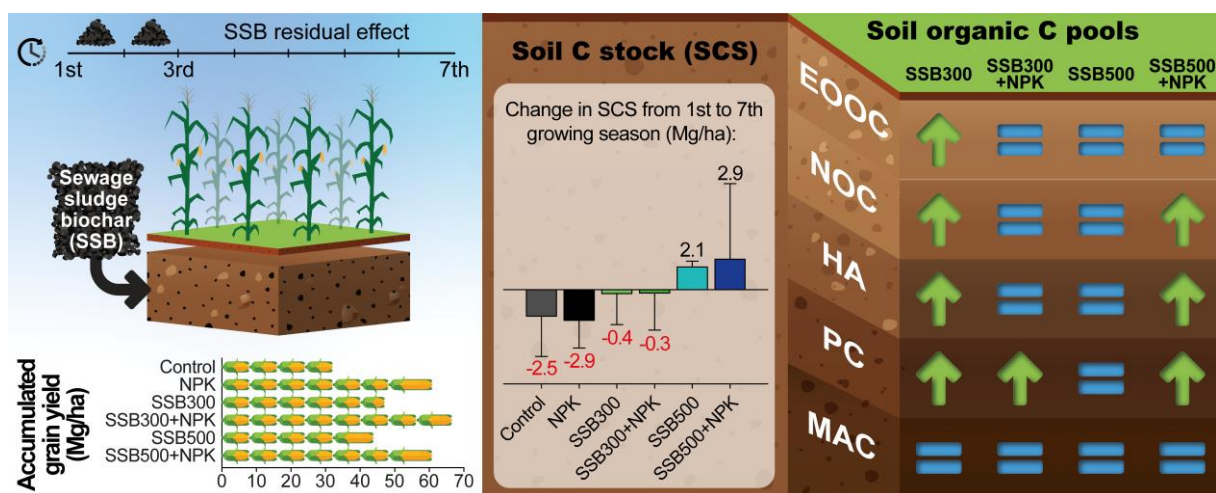 SSB residual effect
1st
3rd
7th
Sewage
sludge
biochar
(SSB)
Accumulated
grain yield
(Mg/ha)
Control
NPK
SSB300
SSB300+NPK
SSB500
SSB500+NPK
0 10 20 30 40 50 60 70
Soil C stock (SCS)
Change in SCS from 1st to 7th
growing season (Mg/ha):
-2.5
-2.9
-0.4
-0.3
2.1
2.9
Control
NPK
SSB300
SSB300+NPK
SSB500
SSB500+NPK
Soil organic C pools
SSB300
SSB300
+NPK
SSB500
SSB500
+NPK
EOOC
NOC
HA
PC
MAC